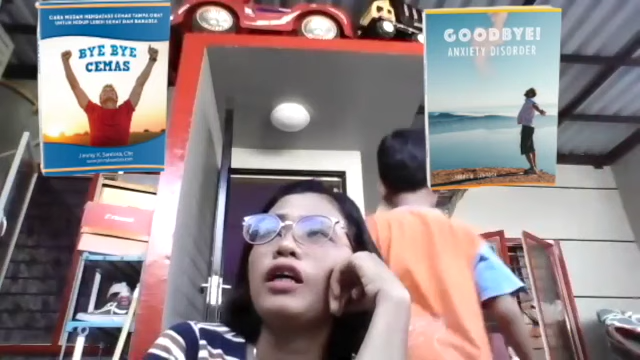 CARA MUDAH MENGATASI CEMAS TANPA OBAT
UNTUK HIDUP LEBIH SEHAT DAN BAHAGIA
BYE BYE
CEMAS
GOODBYE!
ANXIETY DISORDER